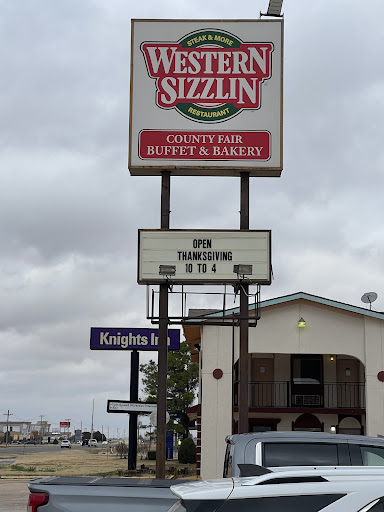 STEAK & MORE
WESTERN
SIZZLIN
RESTAURANT
COUNTY FAIR
BUFFET & BAKERY
OPEN
THANKSGIVING
10 TO 4
Knights Inn